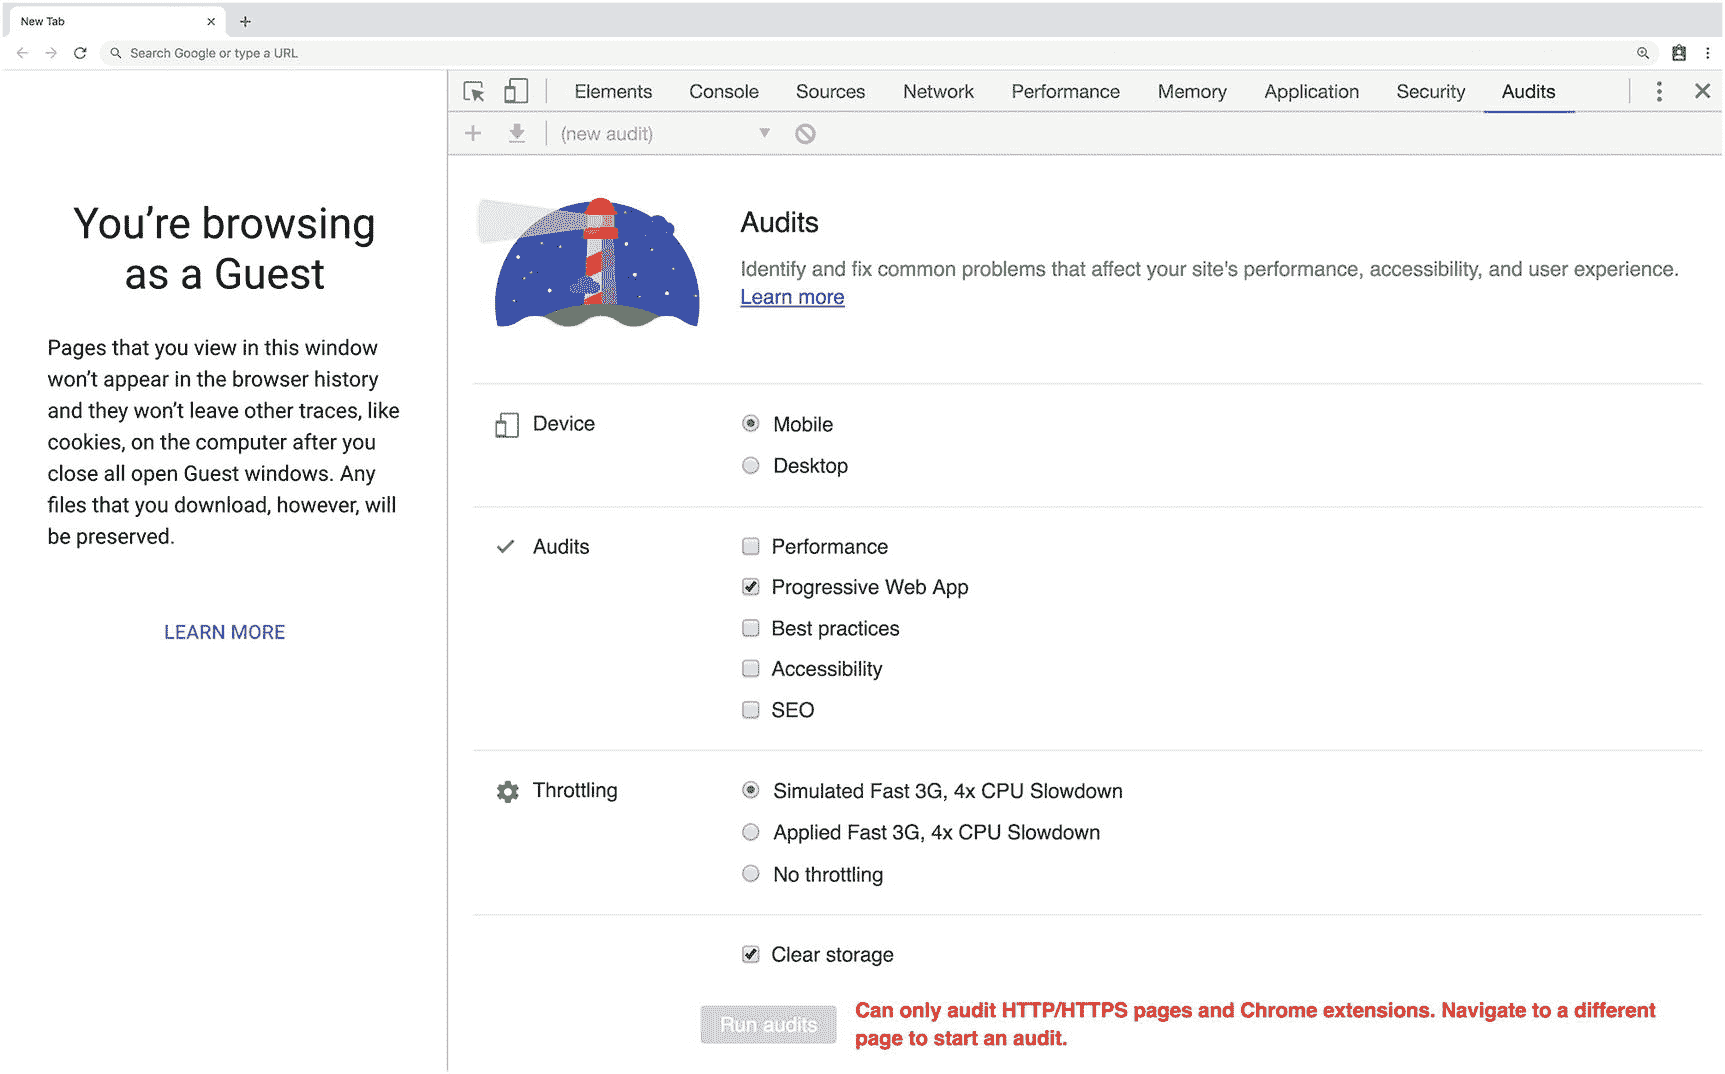 New Tab
Search Google or type a URL
Elements Console Sources Network Performance Memory Application Security Audits
(new audit)
You’re browsing
as a Guest
Pages that you view in this window
won’t appear in the browser history
and they won’t leave other traces, like
cookies, on the computer after you
close all open Guest windows. Any
files that you download, however, will
be preserved.
LEARN MORE
Audits
Identify and fix common problems that affect your site's performance, accessibility, and user experience.
Learn more
Device
Mobile
Desktop
Audits
Performance
Progressive Web App
Best practices
Accessibility
SEO
Throttling
Simulated Fast 3G, 4x CPU Slowdown
Applied Fast 3G, 4x CPU Slowdown
No throttling
Clear storage
Run audits
Can only audit HTTP/HTTPS pages and Chrome extensions. Navigate to a different
page to start an audit.